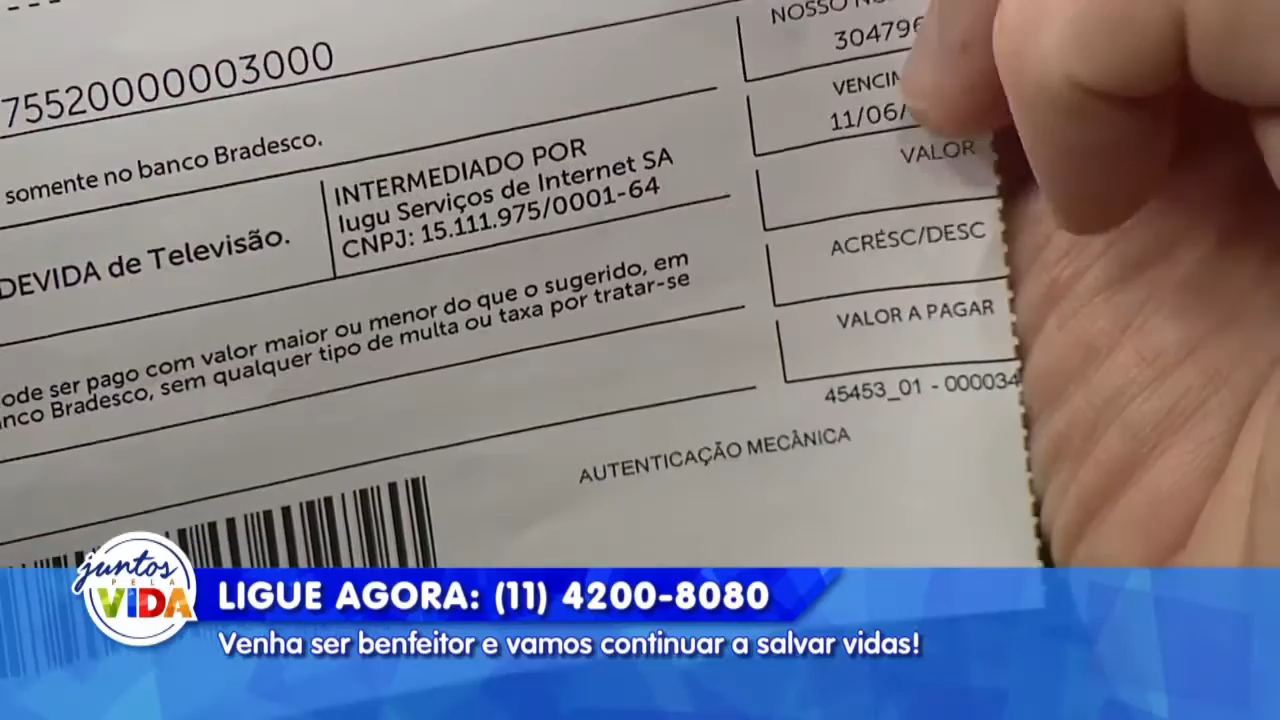 75520000003000
somente no banco Bradesco.
DEVIDA de Televisão.
INTERMEDIADO POR
Iugu Serviços de Internet SA
CNPJ: 15.111.975/0001-64
ode ser pago com valor maior ou menor do que o sugerido, em
anco Bradesco, sem qualquer tipo de multa ou taxa por tratar-se
NOSSO
304796
VENCIM
11/06/
VALOR
ACRÉSC/DESC
VALOR A PAGAR
45453_01 - 000034
AUTENTICAÇÃO MECÂNICA
juntos
PELA
VIDA
LIGUE AGORA: (11) 4200-8080
Venha ser benfeitor e vamos continuar a salvar vidas!